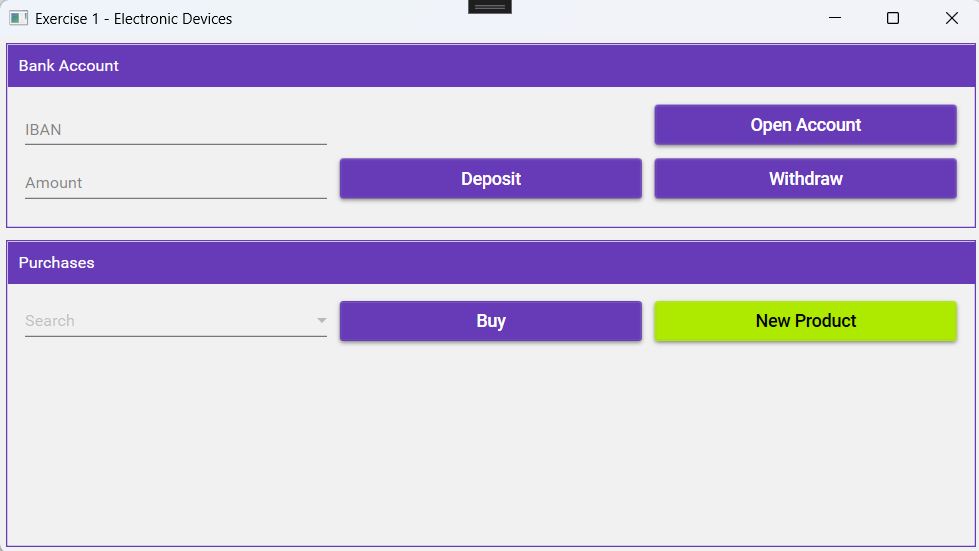 Exercise 1 - Electronic Devices
Bank Account
IBAN
Open Account
Amount
Deposit
Withdraw
Purchases
Search
Buy
New Product